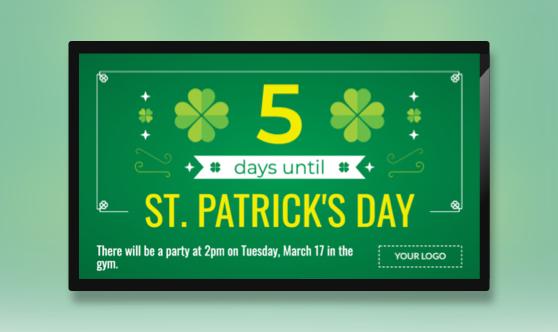 5
days until
ST. PATRICK'S DAY
There will be a party at 2pm on Tuesday, March 17 in the
gym.
YOUR LOGO